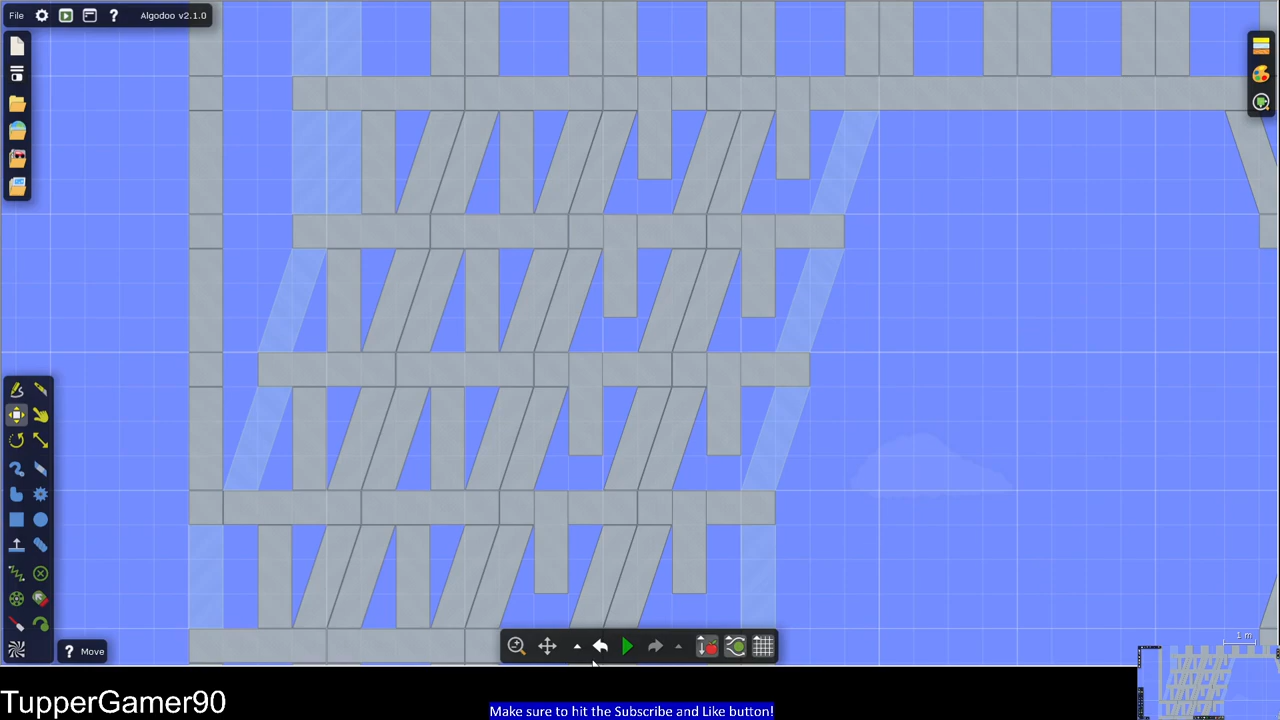 File
?
Algodoo v2.1.0
? Move
1 m
TupperGamer90
Make sure to hit the Subscribe and Like button!